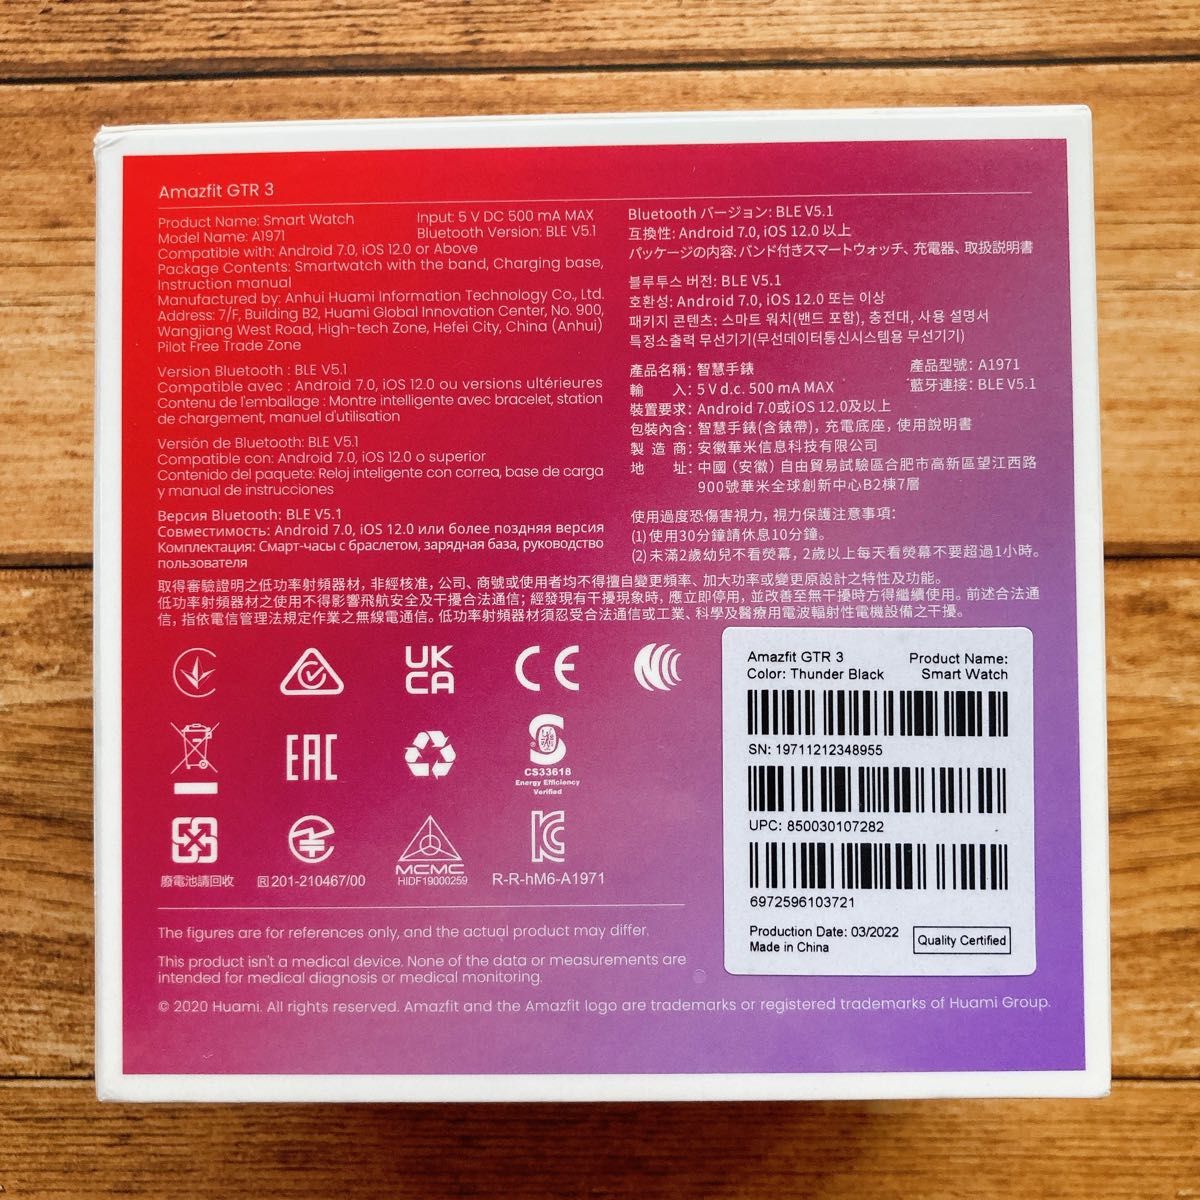 Amazfit GTR 3
Product Name: Smart Watch
Input: 5 V DC 500 mA MAX
Model Name: A1971
Bluetooth Version: BLE V5.1
Compatible with: Android 7.0, iOS 12.0 or Above
Package Contents: Smartwatch with the band, Charging base,
Instruction manual
Manufactured by: Anhui Huami Information Technology Co., Ltd.
Address: 7/F, Building B2, Huami Global Innovation Center, No. 900,
Wangjiang West Road, High-tech Zone, Hefei City, China (Anhui)
Pilot Free Trade Zone
Version Bluetooth : BLE V5.1
Compatible avec : Android 7.0, iOS 12.0 ou versions ultérieures
Contenu de l'emballage : Montre intelligente avec bracelet, station
de chargement, manuel d'utilisation
Versión de Bluetooth: BLE V5.1
Compatible con: Android 7.0, iOS 12.0 o superior
Contenido del paquete: Reloj inteligente con correa, base de carga
y manual de instrucciones
Версия Bluetooth: BLE V5.1
Совместимость: Android 7.0, iOS 12.0 или более поздняя версия
Комплектация: Смарт-часы с браслетом, зарядная база, руководство
пользователя
Bluetooth バージョン: BLE V5.1
互換性: Android 7.0, iOS 12.0 以上
パッケージの内容: バンド付きスマートウォッチ、充電器、取扱説明書
블루투스 버전: BLE V5.1
호환성: Android 7.0, iOS 12.0 또는 이상
패키지 콘텐츠: 스마트 워치(밴드 포함), 충전대, 사용 설명서
특정소출력 무선기기(무선데이터통신시스템용 무선기기)
產品名稱: 智慧手錶
產品型號: A1971
輸 入: 5 V d.c. 500 mA MAX
藍牙連接: BLE V5.1
裝置要求: Android 7.0或iOS 12.0及以上
包裝內含: 智慧手錶(含錶帶)，充電底座，使用說明書
製 造 商: 安徽華米信息科技有限公司
地 址: 中國（安徽）自由貿易試驗區合肥市高新區望江西路
900號華米全球創新中心B2棟7層
使用過度恐傷害視力，視力保護注意事項：
(1)使用30分鐘請休息10分鐘。
(2)未滿2歲幼兒不看熒幕，2歲以上每天看熒幕不要超過1小時。
取得審驗證明之低功率射頻器材，非經核准，公司、商號或使用者均不得擅自變更頻率、加大功率或變更原設計之特性及功能。
低功率射頻器材之使用不得影響飛航安全及干擾合法通信；經發現有干擾現象時，應立即停用，並改善至無干擾時方得繼續使用。前述合法通
信，指依電信管理法規定作業之無線電通信。低功率射頻器材須忍受合法通信或工業、科學及醫療用電波輻射性電機設備之干擾。
UK
CA
CE
EAC
CS33618
Energy Efficiency
Verified
廢電池請回收
R 201-210467/00
MCMC
HIDF19000259
R-R-hM6-A1971
Amazfit GTR 3
Product Name:
Color: Thunder Black
Smart Watch
SN: 19711212348955
UPC: 850030107282
6972596103721
Production Date: 03/2022
Made in China
Quality Certified
The figures are for references only, and the actual product may differ.
This product isn't a medical device. None of the data or measurements are
intended for medical diagnosis or medical monitoring.
© 2020 Huami. All rights reserved. Amazfit and the Amazfit logo are trademarks or registered trademarks of Huami Group.